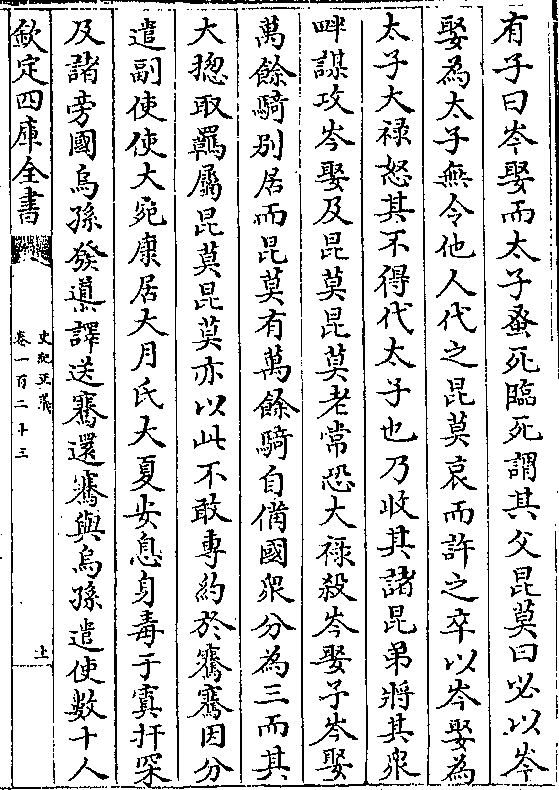 有子曰岑娶而太子蚤死臨死謂其父昆莫曰必以岑
娶為太子無令他人代之昆莫哀而許之卒以岑娶為
太子大禄怒其不得代太子也乃收其諸昆弟將其衆
畔謀攻岑娶及昆莫昆莫老常恐大禄殺岑娶予岑娶
萬餘騎别居而昆莫有萬餘騎自備國衆分為三而其
大揔取羈屬昆莫昆莫亦以此不敢專約於騫騫因分
遣副使使大宛康居大月氏大夏安息身毒于窴扜罙
及諸旁國烏孫發導譯送騫還騫與烏孫遣使數十人
欽定四庫全書
史記正義
卷一百二十三